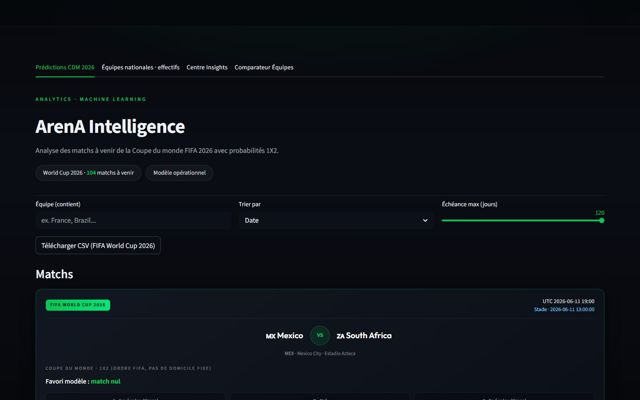 Prédictions CDM 2026 Équipes nationales · effectifs Centre Insights Comparateur Équipes
ANALYTICS · MACHINE LEARNING
ArenA Intelligence
Analyse des matchs à venir de la Coupe du monde FIFA 2026 avec probabilités 1X2.
World Cup 2026 · 104 matchs à venir Modèle opérationnel
Équipe (contient) Trier par Échéance max (jours)
120
ex. France, Brazil... Date
Télécharger CSV (FIFA World Cup 2026)
Matchs
FIFA WORLD CUP 2026 UTC 2026-06-11 19:00
Stade · 2026-06-11 13:00:00
MX Mexico VS ZA South Africa
MEX · Mexico City · Estadio Azteca
COUPE DU MONDE · 1X2 (ORDRE FIFA, PAS DE DOMICILE FIXE)
Favori modèle : match nul